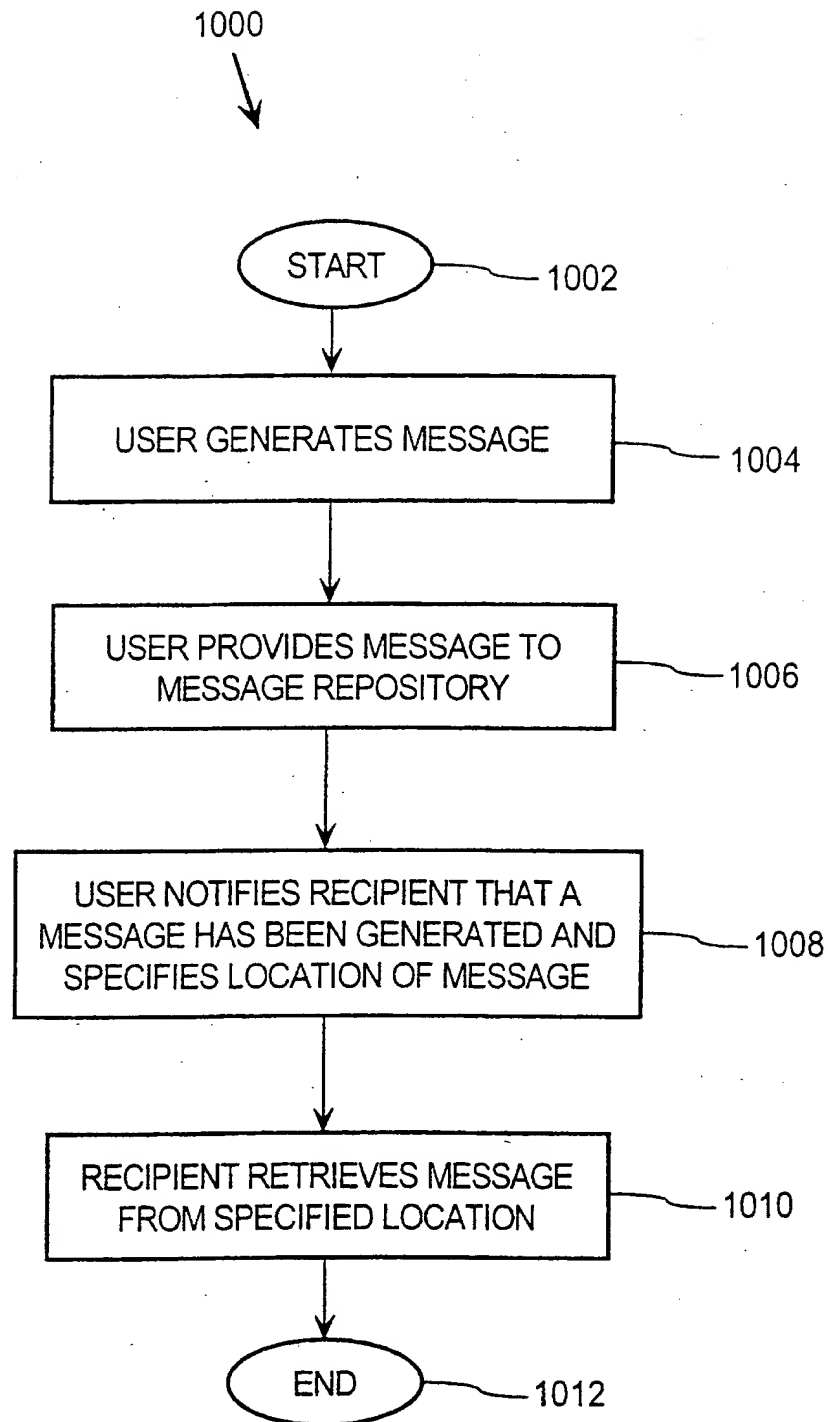 1000
START
1002
USER GENERATES MESSAGE
1004
USER PROVIDES MESSAGE TO
MESSAGE REPOSITORY
1006
USER NOTIFIES RECIPIENT THAT A
MESSAGE HAS BEEN GENERATED AND
SPECIFIES LOCATION OF MESSAGE
1008
RECIPIENT RETRIEVES MESSAGE
FROM SPECIFIED LOCATION
1010
END
1012